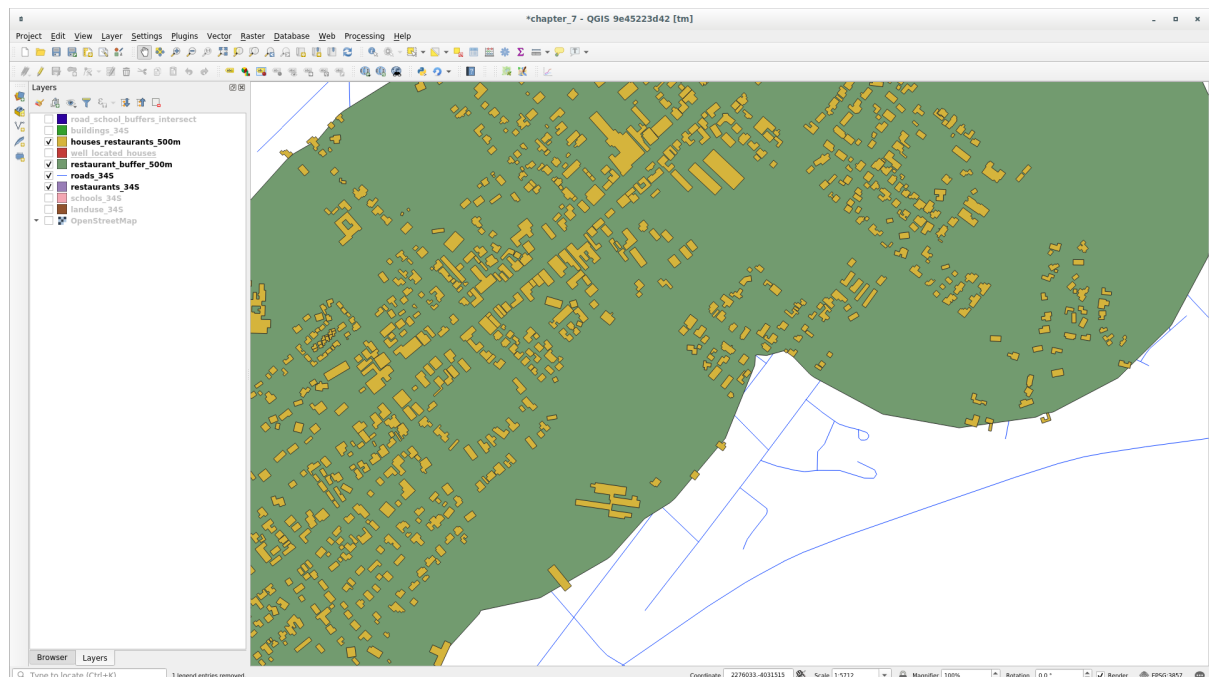 *chapter_7 - QGIS 9e45223d42 [tm]
Project Edit View Layer Settings Plugins Vector Raster Database Web Processing Help
Layers
road_school_buffers_intersect
buildings_34S
houses_restaurants_500m
well_located_houses
restaurant_buffer_500m
roads_34S
restaurants_34S
schools_34S
landuse_34S
OpenStreetMap
Browser Layers
Type to locate (Ctrl+K) 1 legend entries removed. Coordinate 2276033,-4031515 Scale 1:5712 Magnifier 100% Rotation 0.0 ° Render EPSG:3857